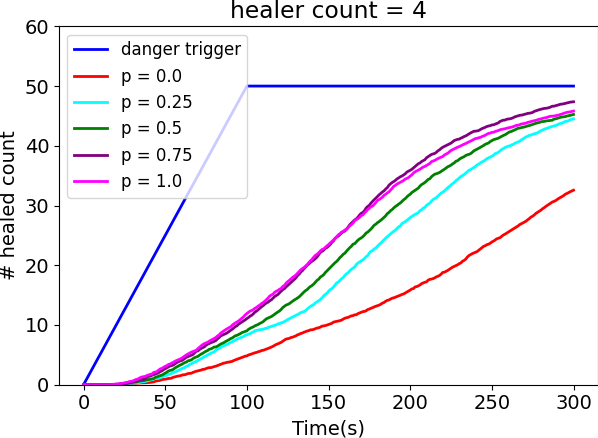 healer count = 4
60
50
40
30
20
10
0
# healed count
danger trigger
p = 0.0
p = 0.25
p = 0.5
p = 0.75
p = 1.0
0 50 100 150 200 250 300
Time(s)